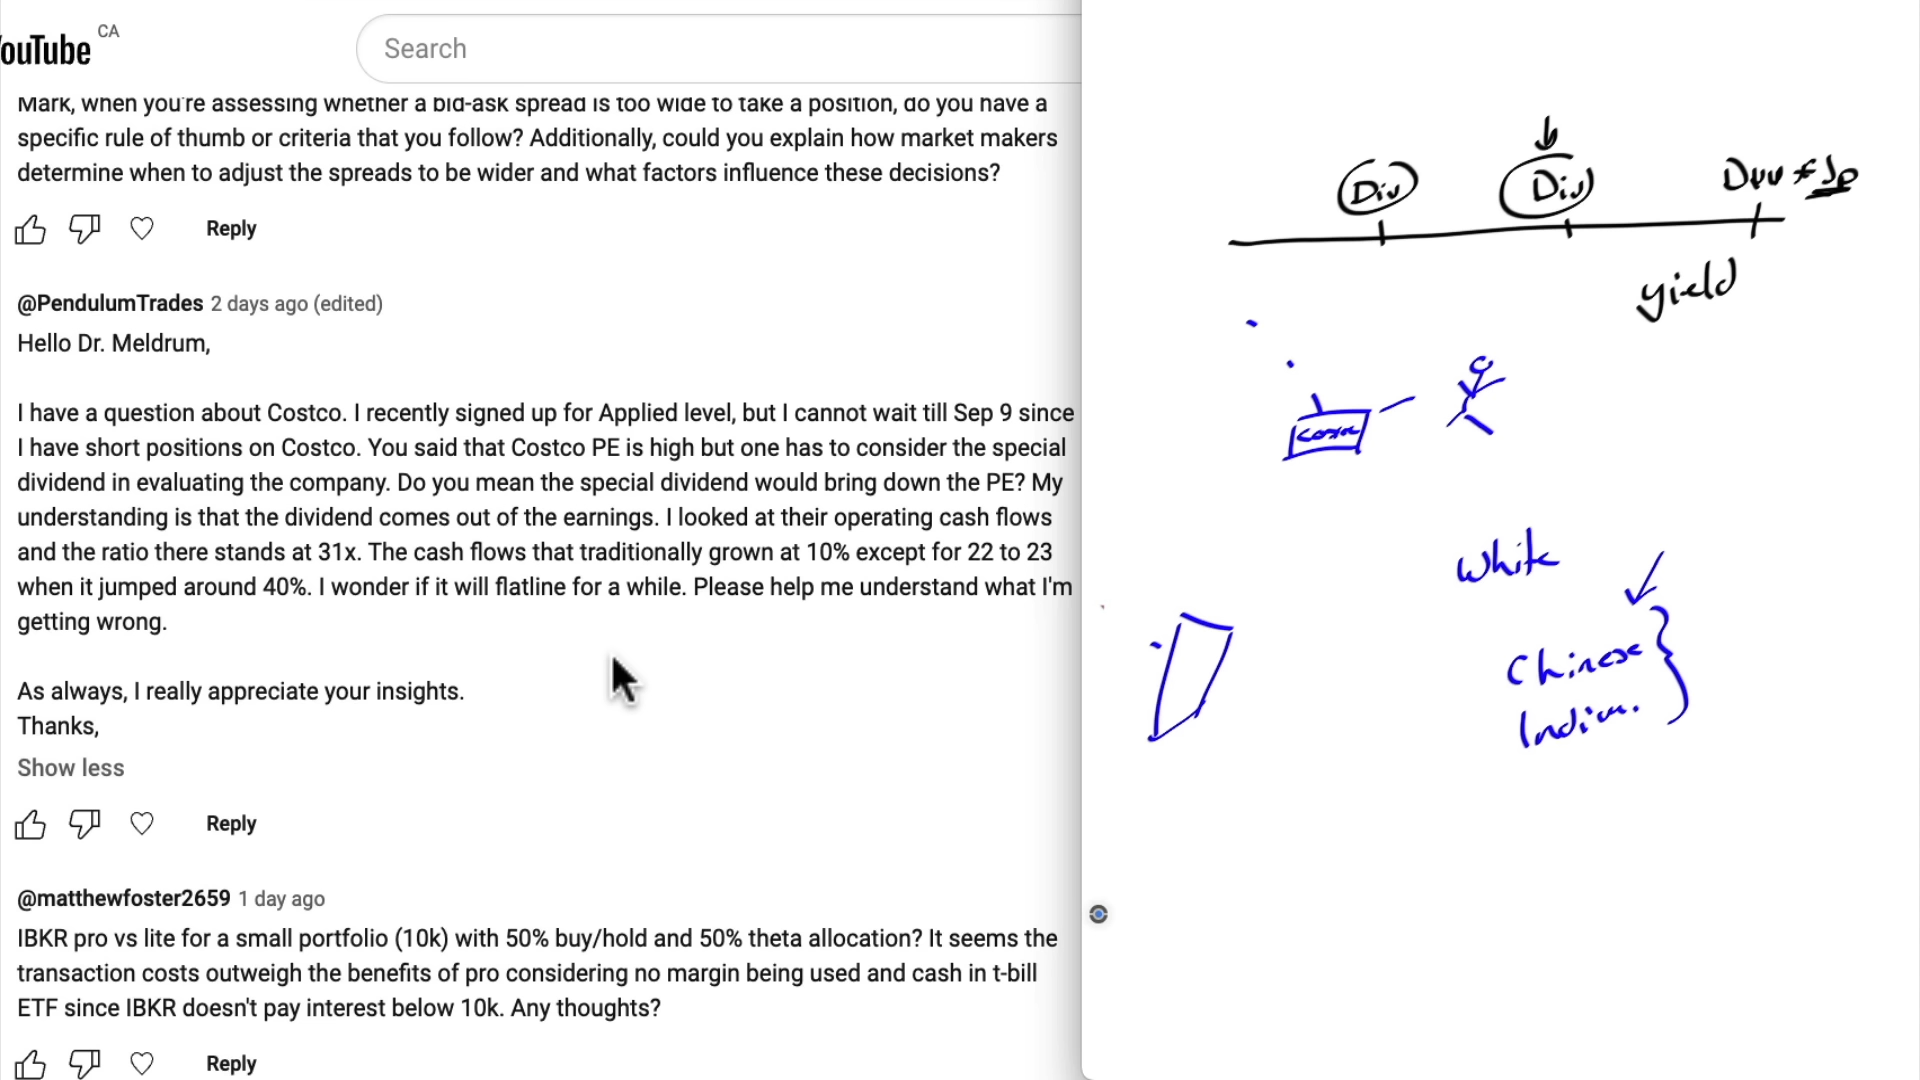 ouTube CA
Search
Mark, when you're assessing whether a bid-ask spread is too wide to take a position, do you have a
specific rule of thumb or criteria that you follow? Additionally, could you explain how market makers
determine when to adjust the spreads to be wider and what factors influence these decisions?
Reply
@PendulumTrades 2 days ago (edited)
Hello Dr. Meldrum,
I have a question about Costco. I recently signed up for Applied level, but I cannot wait till Sep 9 since
I have short positions on Costco. You said that Costco PE is high but one has to consider the special
dividend in evaluating the company. Do you mean the special dividend would bring down the PE? My
understanding is that the dividend comes out of the earnings. I looked at their operating cash flows
and the ratio there stands at 31x. The cash flows that traditionally grown at 10% except for 22 to 23
when it jumped around 40%. I wonder if it will flatline for a while. Please help me understand what I'm
getting wrong.
As always, I really appreciate your insights.
Thanks,
Show less
Reply
@matthewfoster2659 1 day ago
IBKR pro vs lite for a small portfolio (10k) with 50% buy/hold and 50% theta allocation? It seems the
transaction costs outweigh the benefits of pro considering no margin being used and cash in t-bill
ETF since IBKR doesn't pay interest below 10k. Any thoughts?
Reply
Div Div
yield
White
Chinese